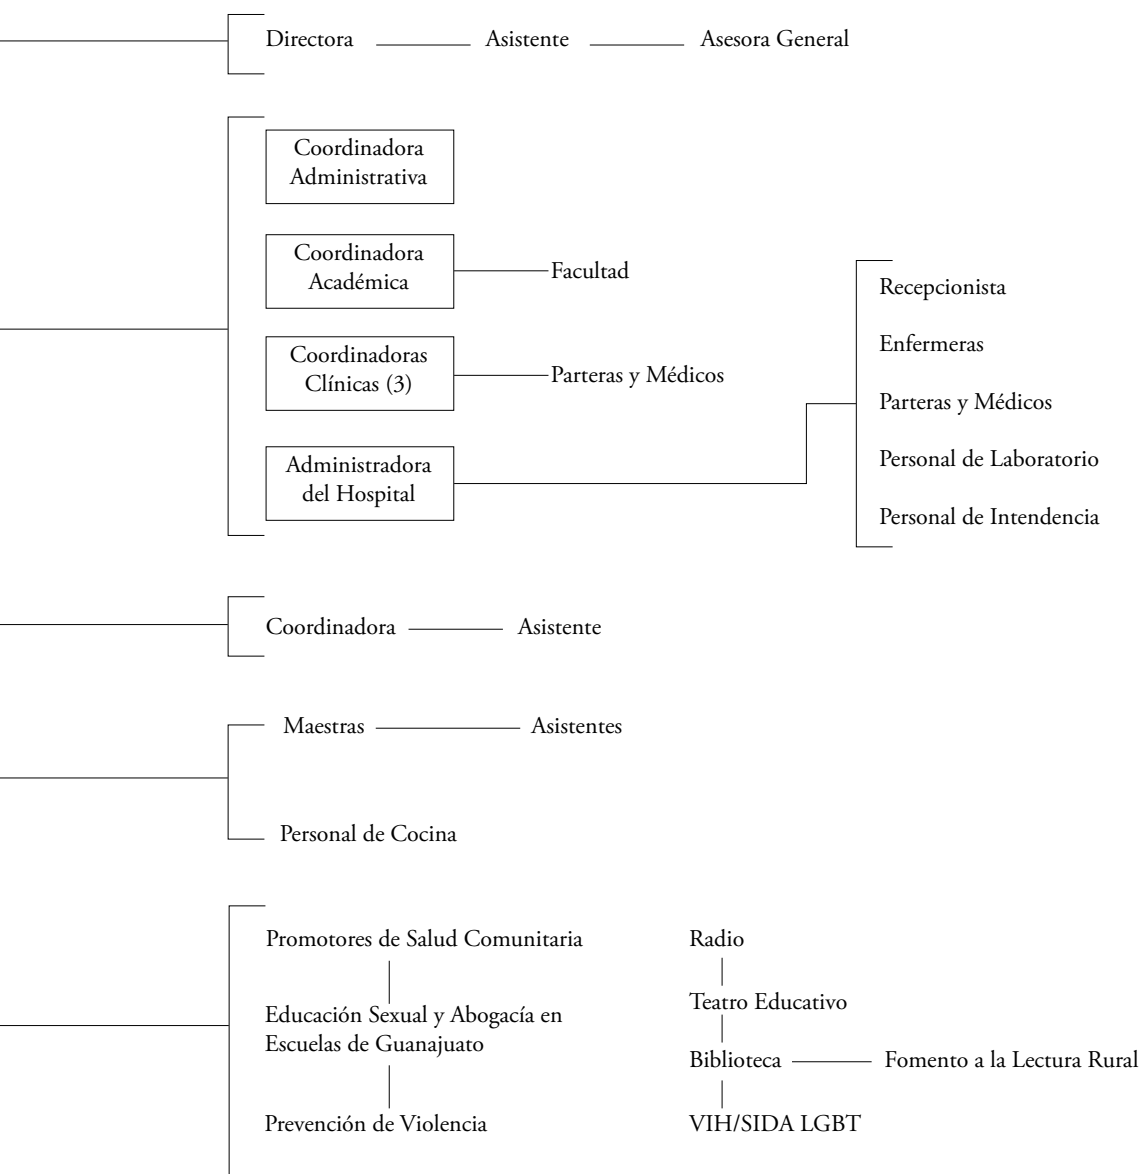 Directora
Asistente
Asesora General
Coordinadora
Administrativa
Coordinadora
Académica
Facultad
Coordinadoras
Clínicas (3)
Parteras y Médicos
Administradora
del Hospital
Recepcionista
Enfermeras
Parteras y Médicos
Personal de Laboratorio
Personal de Intendencia
Coordinadora
Asistente
Maestras
Asistentes
Personal de Cocina
Promotores de Salud Comunitaria
Educación Sexual y Abogacía en
Escuelas de Guanajuato
Prevención de Violencia
Radio
Teatro Educativo
Biblioteca
Fomento a la Lectura Rural
VIH/SIDA LGBT